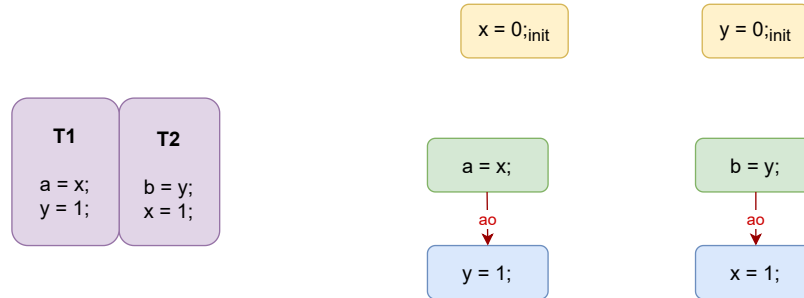 x = 0;init
y = 0;init
T1
a = x;
y = 1;
T2
b = y;
x = 1;
a = x;
b = y;
ao
ao
y = 1;
x = 1;